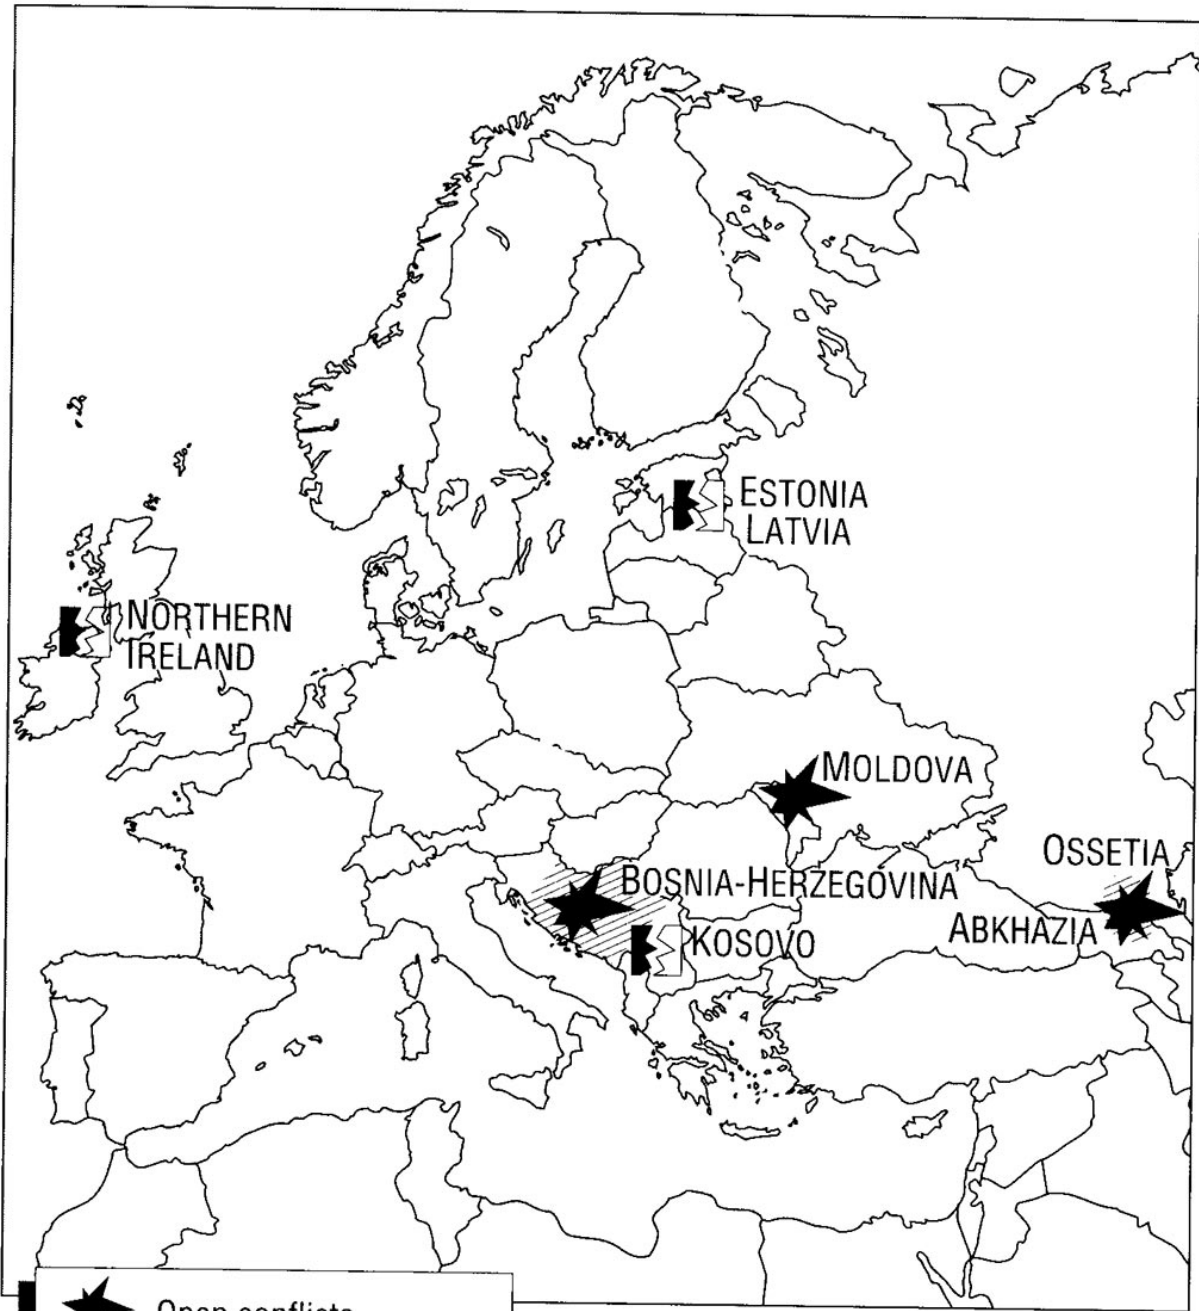 ESTONIA
LATVIA
NORTHERN
IRELAND
MOLDOVA
OSSETIA
BOSNIA-HERZEGOVINA
ABKHAZIA
KOSOVO
Open conflicts